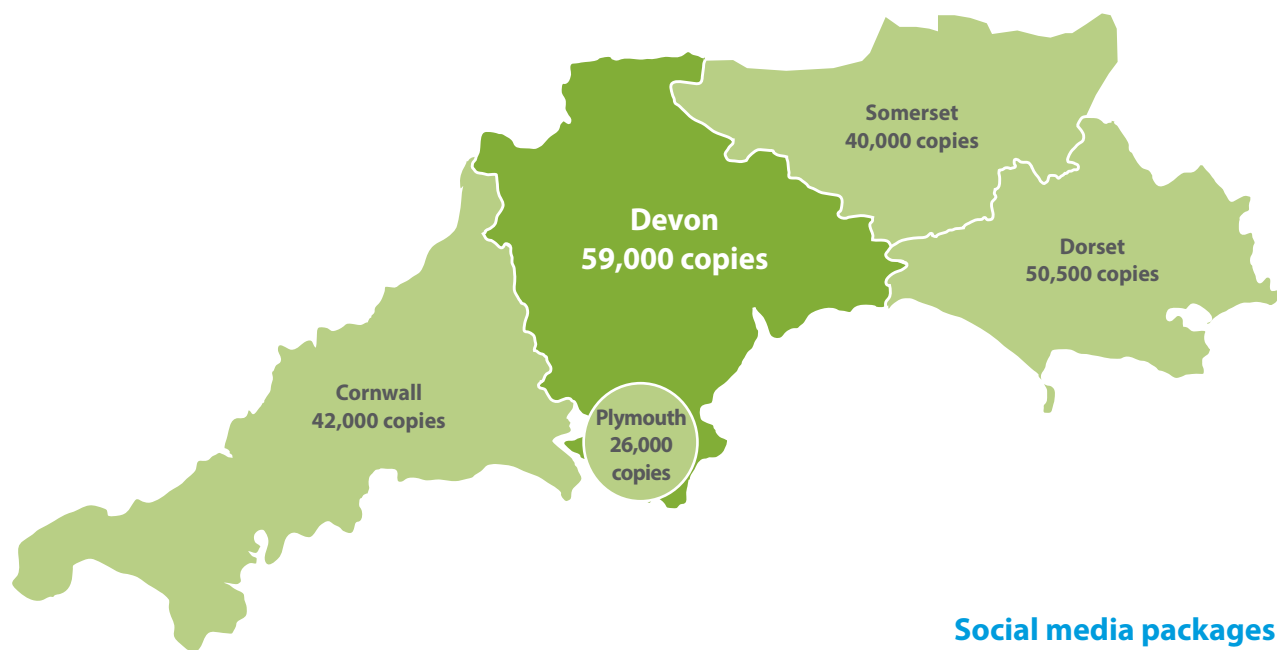 Somerset
40,000 copies
Devon
59,000 copies
Dorset
50,500 copies
Cornwall
42,000 copies
Plymouth
26,000
copies
Social media packages